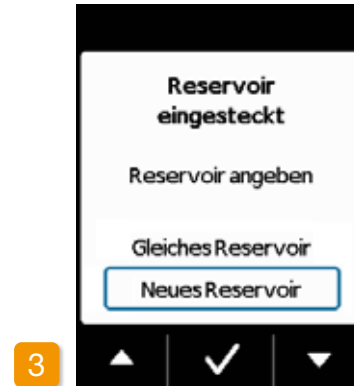 Reservoir
eingesteckt
Reservoir angeben
Gleiches Reservoir
Neues Reservoir
3